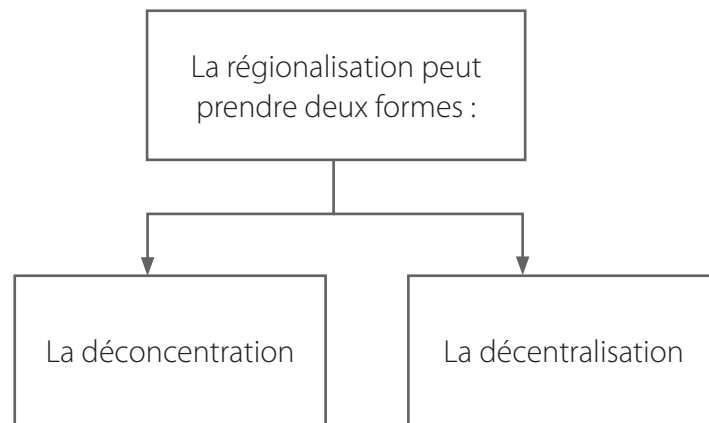 La régionalisation peut
prendre deux formes :
La déconcentration
La décentralisation